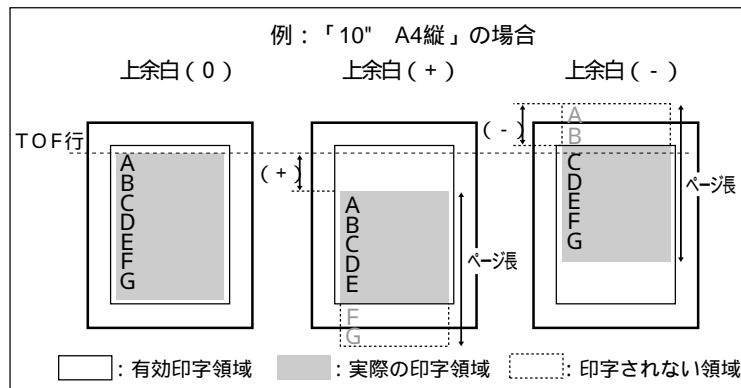 例：「10"　A4縦」の場合
上余白（0）
上余白（+）
上余白（-）
TOF行
A
B
C
D
E
F
G
（+）
A
B
C
D
E
F
G
ページ長
（-）
A
B
C
D
E
F
G
ページ長
：有効印字領域
：実際の印字領域
：印字されない領域